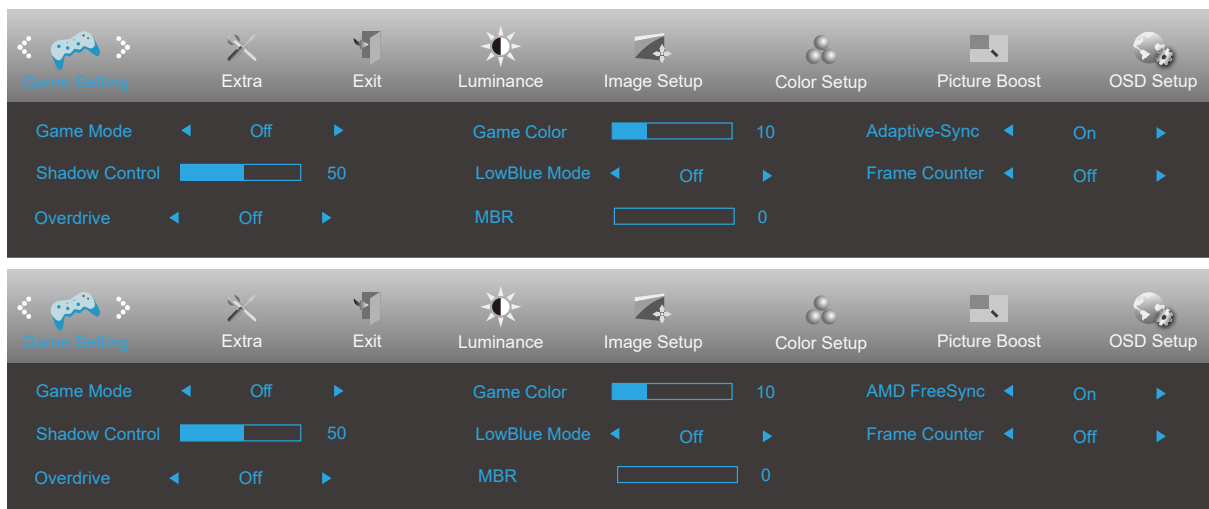 Game Setting Extra Exit Luminance Image Setup Color Setup Picture Boost OSD Setup
Game Mode Off Game Color 10 Adaptive-Sync On
Shadow Control 50 LowBlue Mode Off Frame Counter Off
Overdrive Off MBR 0
Game Setting Extra Exit Luminance Image Setup Color Setup Picture Boost OSD Setup
Game Mode Off Game Color 10 AMD FreeSync On
Shadow Control 50 LowBlue Mode Off Frame Counter Off
Overdrive Off MBR 0